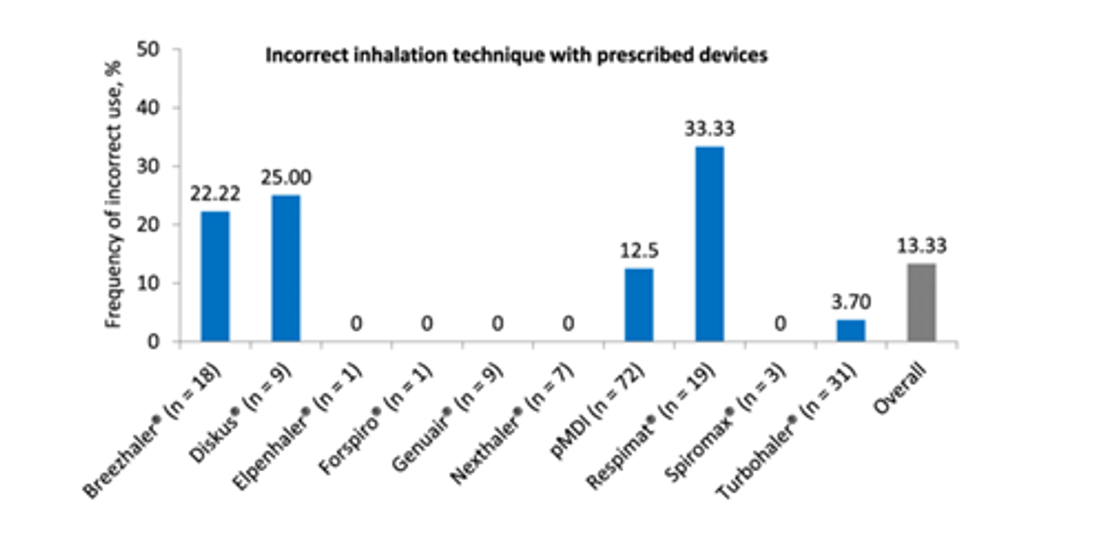 Incorrect inhalation technique with prescribed devices
Frequency of incorrect use, %
50
40
30
20
10
0
22.22
25.00
0
0
0
0
12.5
33.33
0
3.70
13.33
Breezhaler® (n = 18)
Diskus® (n = 9)
Elpenhaler® (n = 1)
Forspiro® (n = 1)
Genuair® (n = 9)
Nexthaler® (n = 7)
pMDI (n = 72)
Respimat® (n = 19)
Spiromax® (n = 3)
Turbohaler® (n = 31)
Overall